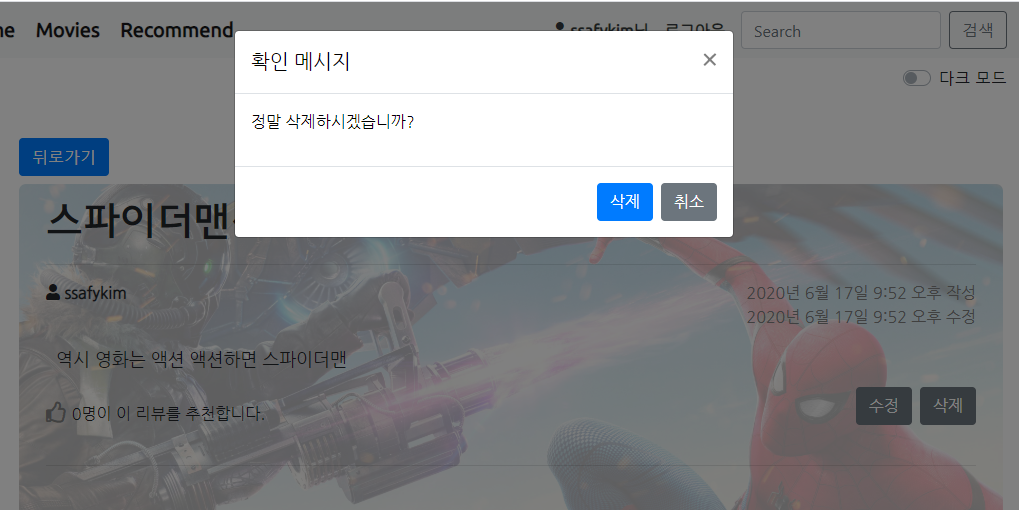 ne Movies Recommend ssafykim님 로그아웃 Search 검색
확인 메시지 ×
다크 모드
정말 삭제하시겠습니까?
뒤로가기
삭제 취소
스파이더맨
ssafykim 2020년 6월 17일 9:52 오후 작성
2020년 6월 17일 9:52 오후 수정
역시 영화는 액션 액션하면 스파이더맨
0명이 이 리뷰를 추천합니다. 수정 삭제